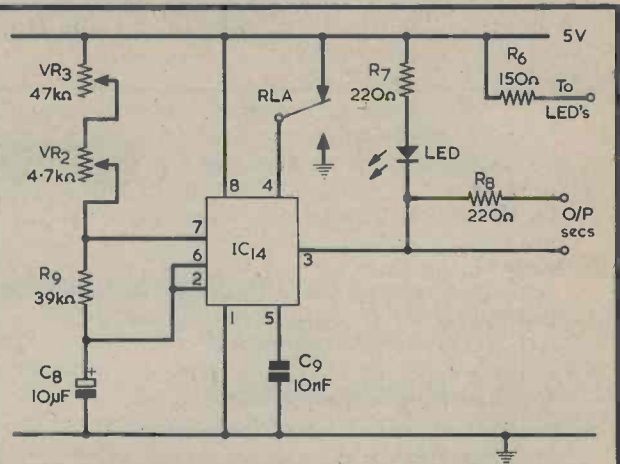 5V
VR3
47kΩ
VR2
4·7kΩ
R9
39kΩ
C8
+
10µF
RLA
8
4
7
6
2
IC14
3
1
5
C9
10nF
R7
220Ω
LED
R6
150Ω
To
LED's
R8
220Ω
O/P
secs